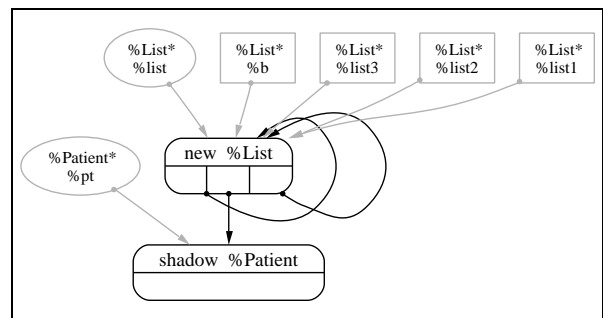 %List*
%list
%List*
%b
%List*
%list3
%List*
%list2
%List*
%list1
new %List
%Patient*
%pt
shadow %Patient